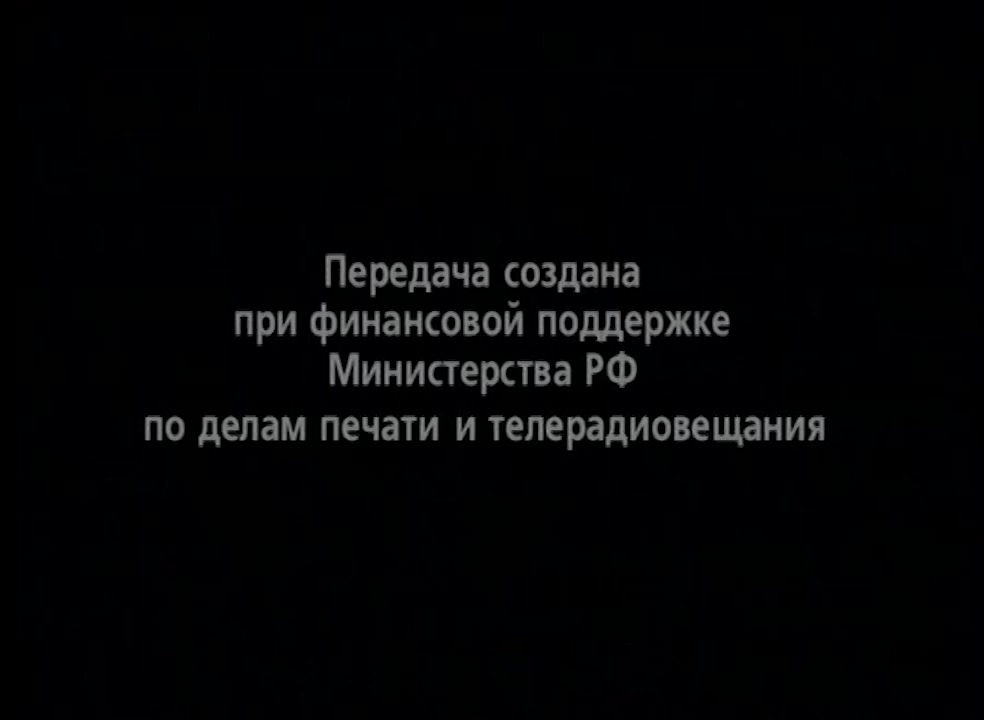 Передача создана
при финансовой поддержке
Министерства РФ
по делам печати и телерадиовещания